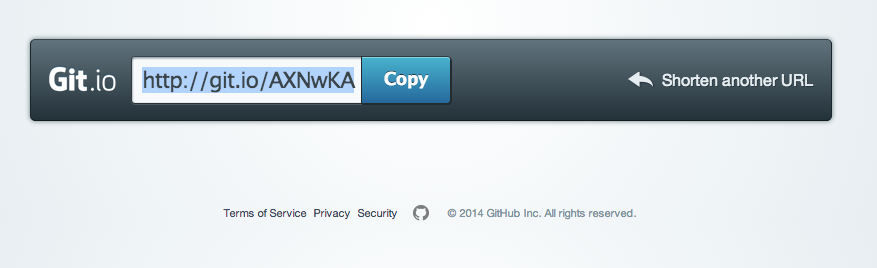 Git.io http://git.io/AXNwKA Copy Shorten another URL
Terms of Service Privacy Security © 2014 GitHub Inc. All rights reserved.